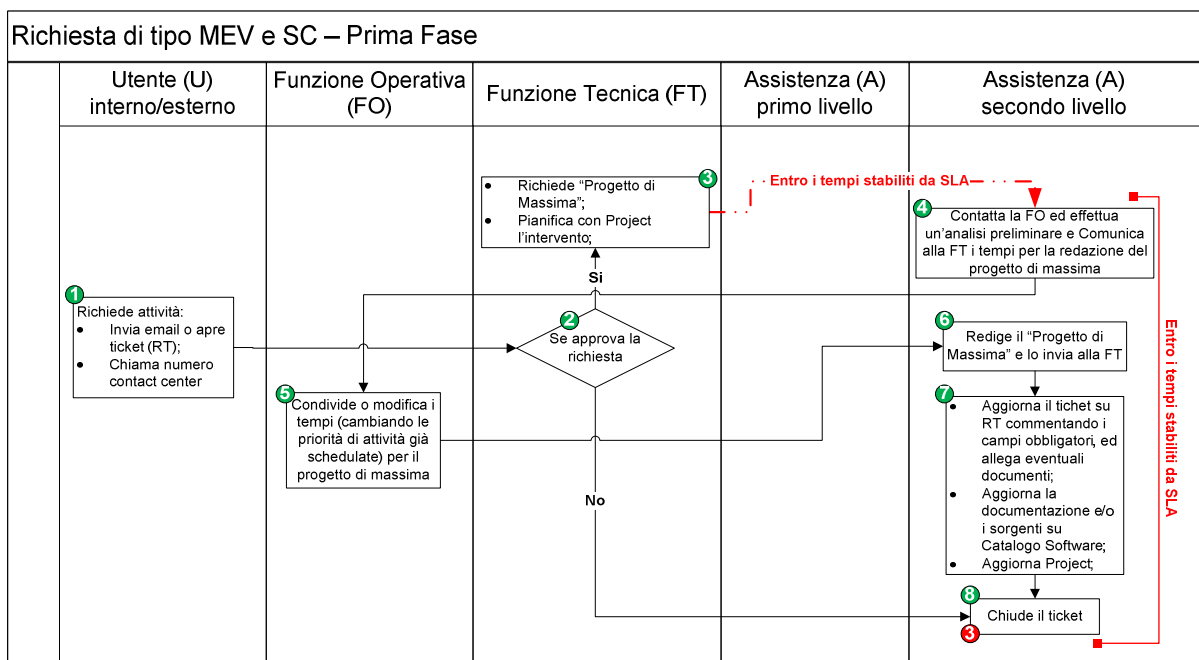 Richiesta di tipo MEV e SC – Prima Fase
Utente (U)
interno/esterno
Funzione Operativa
(FO)
Funzione Tecnica (FT)
Assistenza (A)
primo livello
Assistenza (A)
secondo livello
1
Richiede attività:
• Invia email o apre
ticket (RT);
• Chiama numero
contact center
2
Se approva la
richiesta
Si
No
3
• Richiede “Progetto di
Massima”;
• Pianifica con Project
l’intervento;
Entro i tempi stabiliti da SLA
4
Contatta la FO ed effettua
un’analisi preliminare e Comunica
alla FT i tempi per la redazione del
progetto di massima
5
Condivide o modifica i
tempi (cambiando le
priorità di attività già
schedulate) per il
progetto di massima
6
Redige il “Progetto di
Massima” e lo invia alla FT
7
• Aggiorna il tichet su
RT commentando i
campi obbligatori, ed
allega eventuali
documenti;
• Aggiorna la
documentazione e/o
i sorgenti su
Catalogo Software;
• Aggiorna Project;
8
Chiude il ticket
3
Entro i tempi stabiliti da SLA